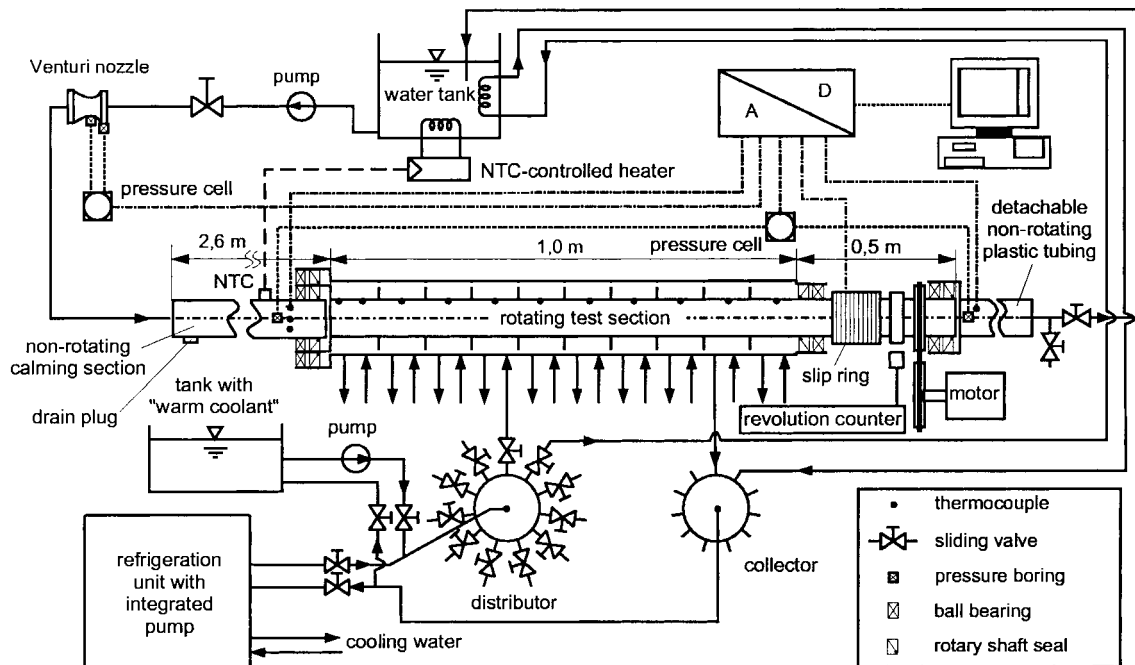 Venturi nozzle
pump
water tank
A
D
NTC-controlled heater
pressure cell
2,6 m
1,0 m
pressure cell
0,5 m
detachable
non-rotating
plastic tubing
NTC
rotating test section
non-rotating
calming section
drain plug
slip ring
revolution counter
motor
tank with
"warm coolant"
pump
refrigeration
unit with
integrated
pump
cooling water
distributor
collector
thermocouple
sliding valve
pressure boring
ball bearing
rotary shaft seal